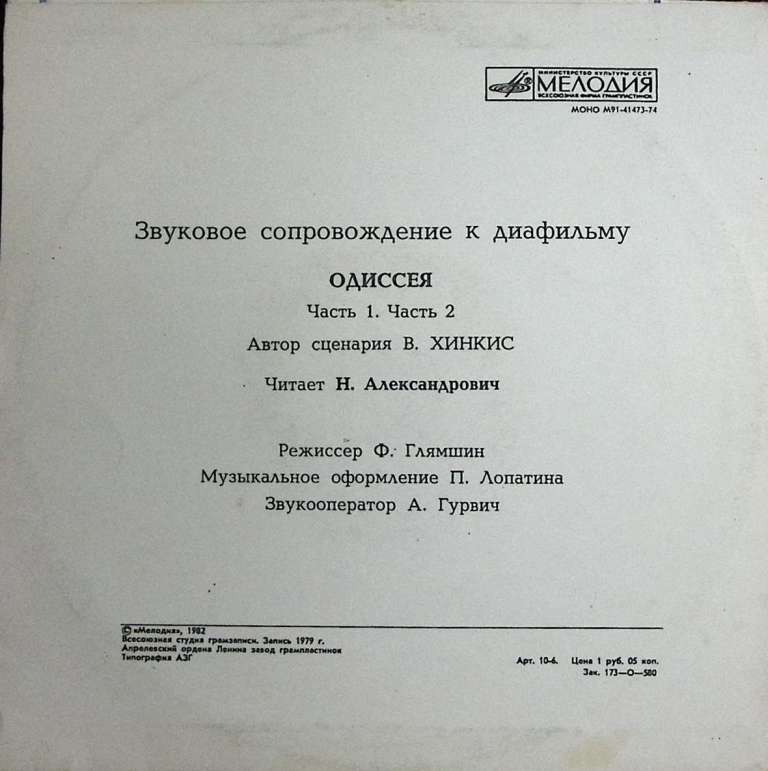 МИНИСТЕРСТВО КУЛЬТУРЫ СССР
МЕЛОДИЯ
ВСЕСОЮЗНАЯ ФИРМА ГРАМПЛАСТИНОК
МОНО М91-41473-74
Звуковое сопровождение к диафильму
ОДИССЕЯ
Часть 1. Часть 2
Автор сценария В. ХИНКИС
Читает Н. Александрович
Режиссер Ф. Глямшин
Музыкальное оформление П. Лопатина
Звукооператор А. Гурвич
© «Мелодия», 1982
Всесоюзная студия грамзаписи. Запись 1979 г.
Апрелевский ордена Ленина завод грампластинок
Типография АЗГ
Арт. 10-6. Цена 1 руб. 05 коп.
Зак. 173—О—580